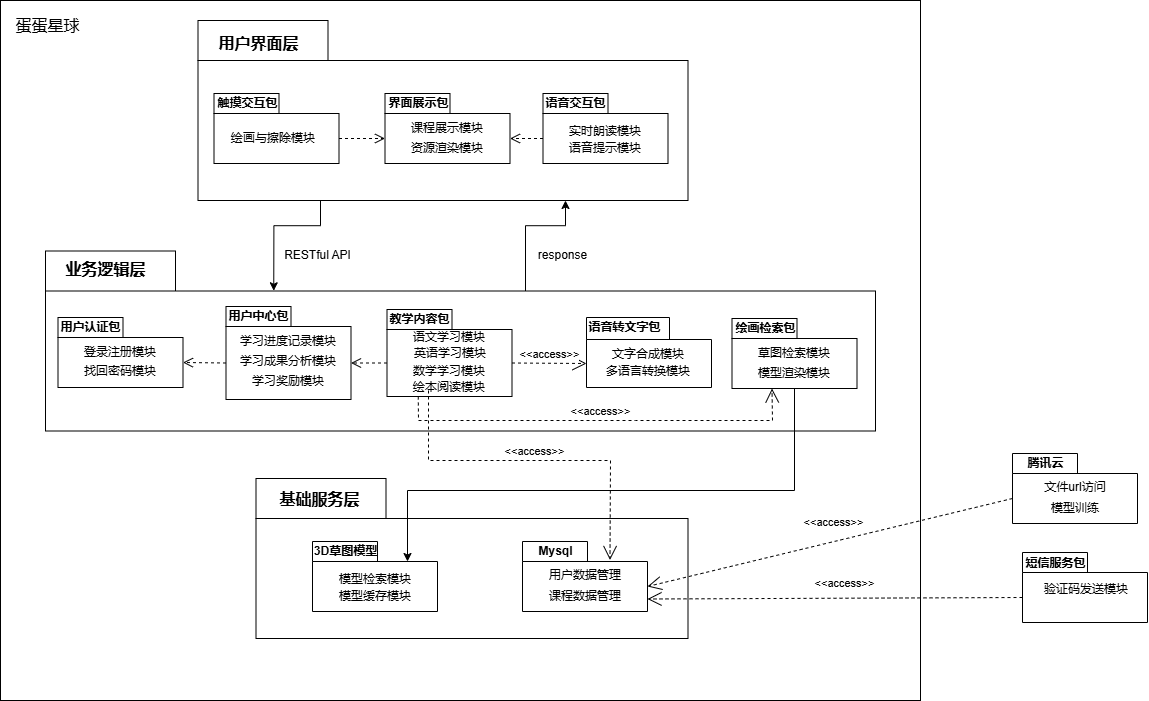 蛋蛋星球
用户界面层
触摸交互包
绘画与擦除模块
界面展示包
课程展示模块
资源渲染模块
语音交互包
实时朗读模块
语音提示模块
RESTful API
response
业务逻辑层
用户认证包
登录注册模块
找回密码模块
用户中心包
学习进度记录模块
学习成果分析模块
学习奖励模块
教学内容包
语文学习模块
英语学习模块
数学学习模块
绘本阅读模块
<<access>>
语音转文字包
文字合成模块
多语言转换模块
绘画检索包
草图检索模块
模型渲染模块
<<access>>
<<access>>
基础服务层
3D草图模型
模型检索模块
模型缓存模块
Mysql
用户数据管理
课程数据管理
腾讯云
文件url访问
模型训练
<<access>>
短信服务包
验证码发送模块
<<access>>